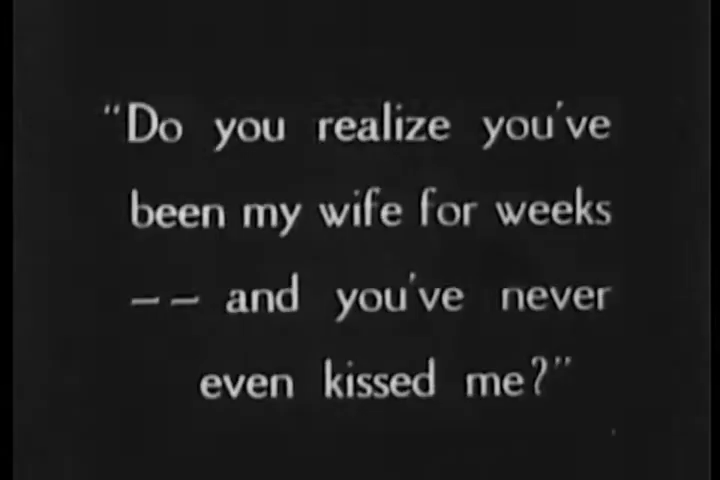 "Do you realize you've
been my wife for weeks
-- and you've never
even kissed me?"